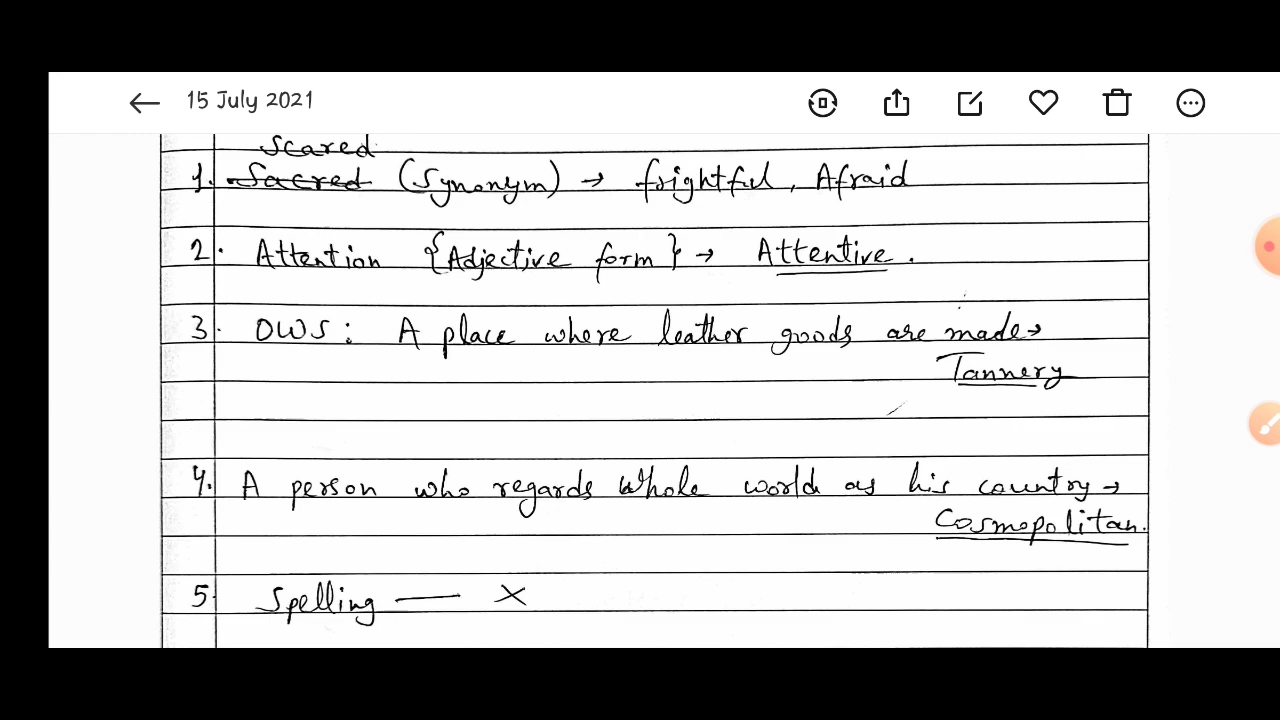 15 July 2021
Scared
1. Sacred (Synonym) → frightful, Afraid
2. Attention {Adjective form} → Attentive.
3. OWS: A place where leather goods are made→
Tannery
4. A person who regards Whole world as his country→
Cosmopolitan.
5. Spelling — X